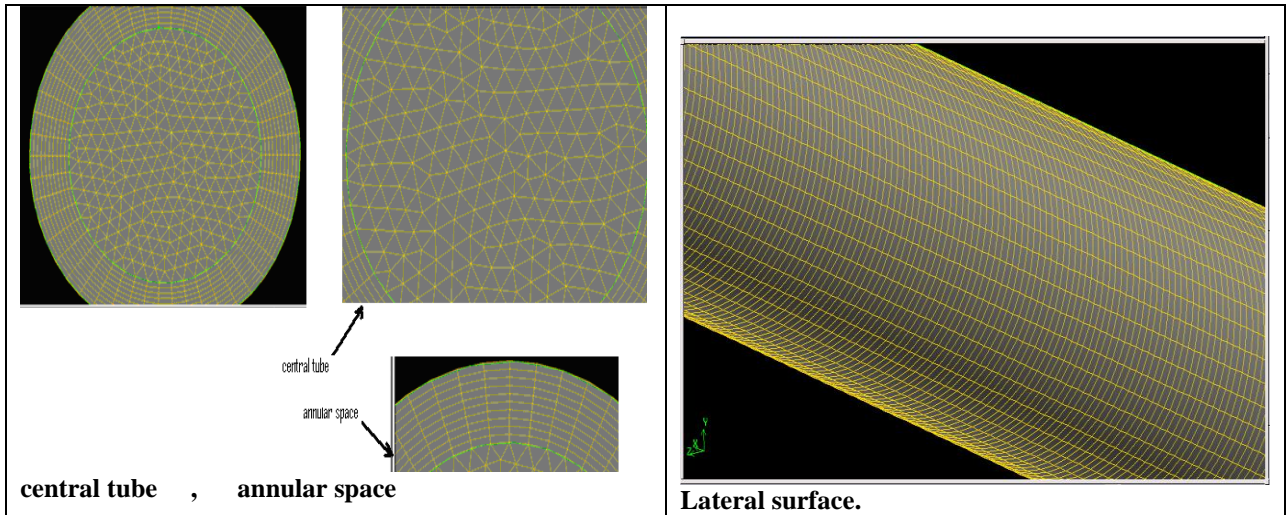 central tube
annular space
central tube , annular space
Y
Z X
Lateral surface.